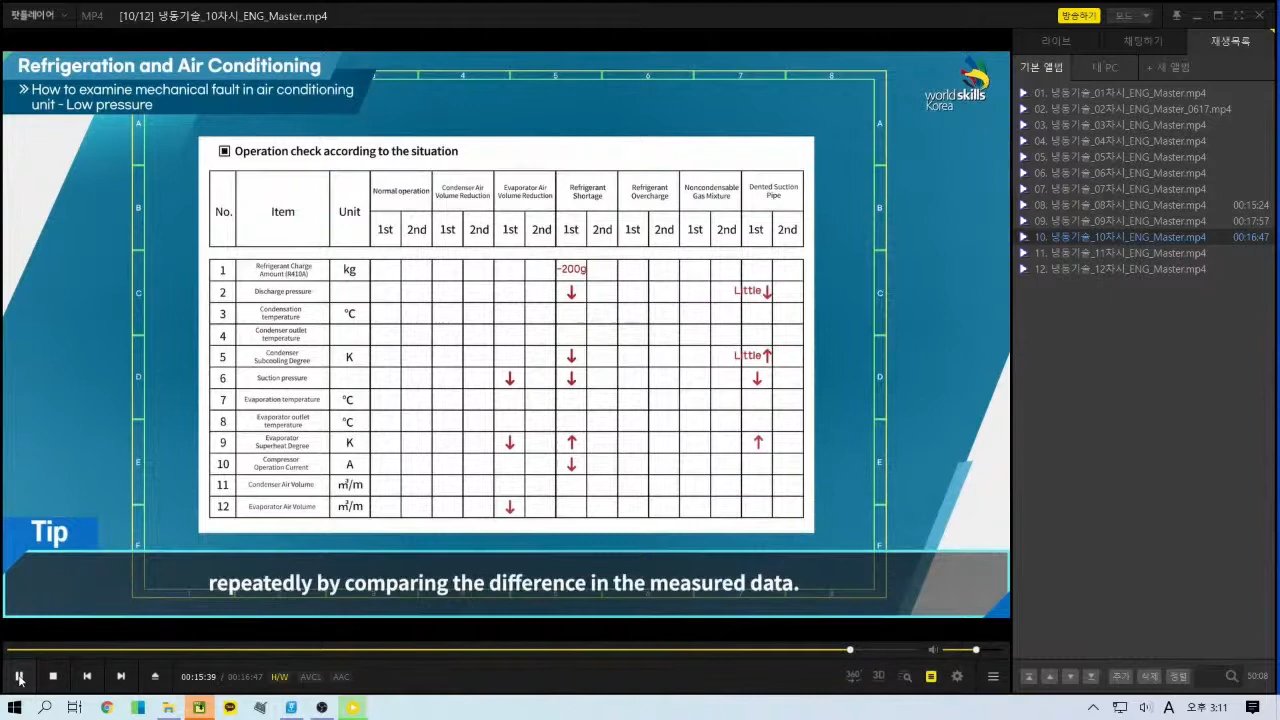 팟플레이어 MP4 [10/12] 냉동기술_10차시_ENG_Master.mp4 방송하기 모드
라이브 채팅하기 재생목록
기본 앨범 내 PC + 새 앨범
01. 냉동기술_01차시_ENG_Master.mp4
02. 냉동기술_02차시_ENG_Master_0617.mp4
03. 냉동기술_03차시_ENG_Master.mp4
04. 냉동기술_04차시_ENG_Master.mp4
05. 냉동기술_05차시_ENG_Master.mp4
06. 냉동기술_06차시_ENG_Master.mp4
07. 냉동기술_07차시_ENG_Master.mp4
08. 냉동기술_08차시_ENG_Master.mp4 00:15:24
09. 냉동기술_09차시_ENG_Master.mp4 00:17:57
10. 냉동기술_10차시_ENG_Master.mp4 00:16:47
11. 냉동기술_11차시_ENG_Master.mp4
12. 냉동기술_12차시_ENG_Master.mp4
Refrigeration and Air Conditioning
» How to examine mechanical fault in air conditioning
unit - Low pressure
worldskills
Korea
4 5 6 7 8
A A
B B
C C
D D
E E
F F
▣ Operation check according to the situation
No. Item Unit
Normal operation
Condenser Air
Volume Reduction
Evaporator Air
Volume Reduction
Refrigerant
Shortage
Refrigerant
Overcharge
Noncondensable
Gas Mixture
Dented Suction
Pipe
1st 2nd 1st 2nd 1st 2nd 1st 2nd 1st 2nd 1st 2nd 1st 2nd
1 Refrigerant Charge
Amount (R410A) kg -200g
2 Discharge pressure ↓ Little↓
3 Condensation
temperature ℃
4 Condenser outlet
temperature
5 Condenser
Subcooling Degree K ↓ Little↑
6 Suction pressure ↓ ↓ ↓
7 Evaporation temperature ℃
8 Evaporator outlet
temperature ℃
9 Evaporator
Superheat Degree K ↓ ↑ ↑
10 Compressor
Operation Current A ↓
11 Condenser Air Volume ㎥/m
12 Evaporator Air Volume ㎥/m ↓
Tip
repeatedly by comparing the difference in the measured data.
00:15:39 / 00:16:47 H/W AVC1 AAC
360° 3D
추가 삭제 정렬 50:08
A 오후 3:11